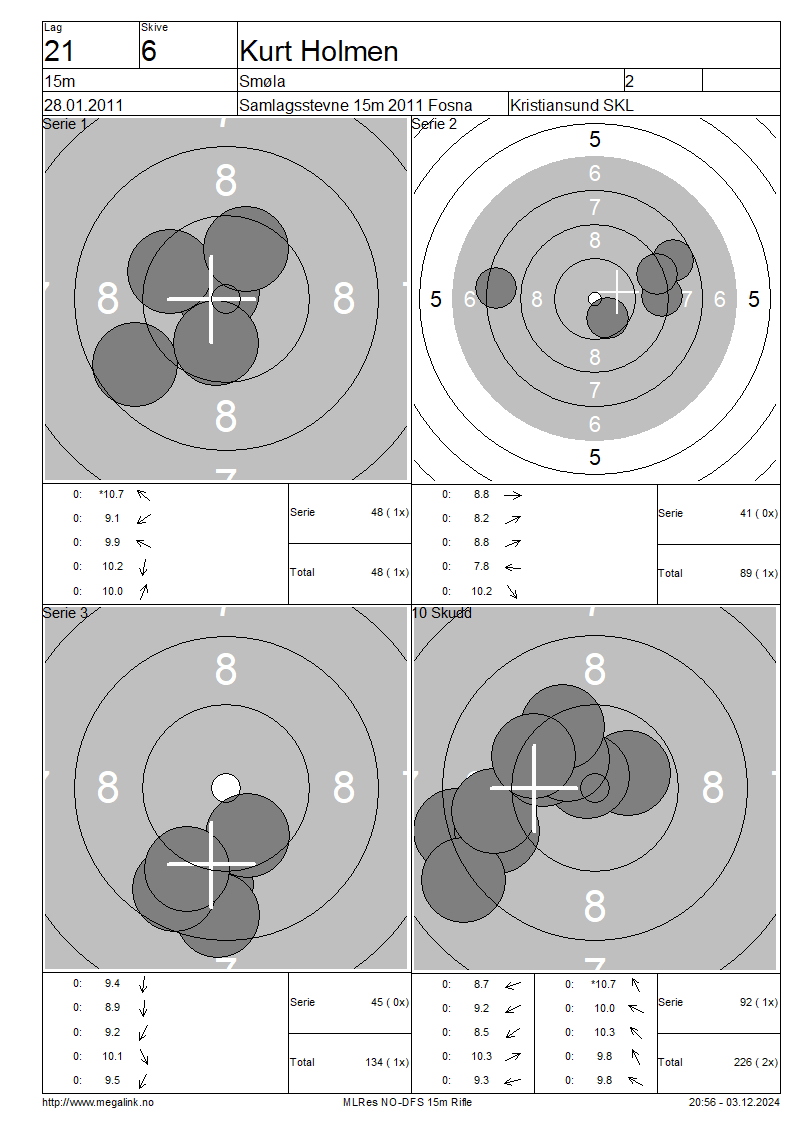 Lag Skive
21 6 Kurt Holmen
15m Smøla 2
28.01.2011 Samlagsstevne 15m 2011 Fosna Kristiansund SKL
Serie 1
7
8
7 8 8 7
8
7
Serie 2
5
6
7
8
5 6 8 7 6 5
8
7
6
5
0: *10.7
0: 9.1
0: 9.9
0: 10.2
0: 10.0
Serie 48 ( 1x)
Total 48 ( 1x)
0: 8.8
0: 8.2
0: 8.8
0: 7.8
0: 10.2
Serie 41 ( 0x)
Total 89 ( 1x)
Serie 3
7
8
7 8 8 7
8
7
10 Skudd
7
8
7 8 7
8
7
0: 9.4
0: 8.9
0: 9.2
0: 10.1
0: 9.5
Serie 45 ( 0x)
Total 134 ( 1x)
0: 8.7
0: 9.2
0: 8.5
0: 10.3
0: 9.3
0: *10.7
0: 10.0
0: 10.3
0: 9.8
0: 9.8
Serie 92 ( 1x)
Total 226 ( 2x)
http://www.megalink.no MLRes NO-DFS 15m Rifle 20:56 - 03.12.2024